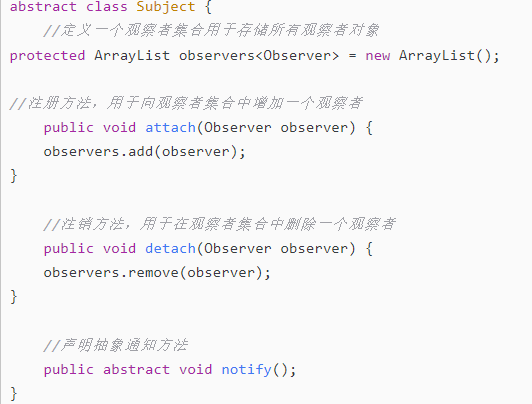 abstract class Subject {
    //定义一个观察者集合用于存储所有观察者对象
protected ArrayList observers<Observer> = new ArrayList();
//注册方法，用于向观察者集合中增加一个观察者
    public void attach(Observer observer) {
    observers.add(observer);
}
    //注销方法，用于在观察者集合中删除一个观察者
    public void detach(Observer observer) {
    observers.remove(observer);
}
    //声明抽象通知方法
    public abstract void notify();
}